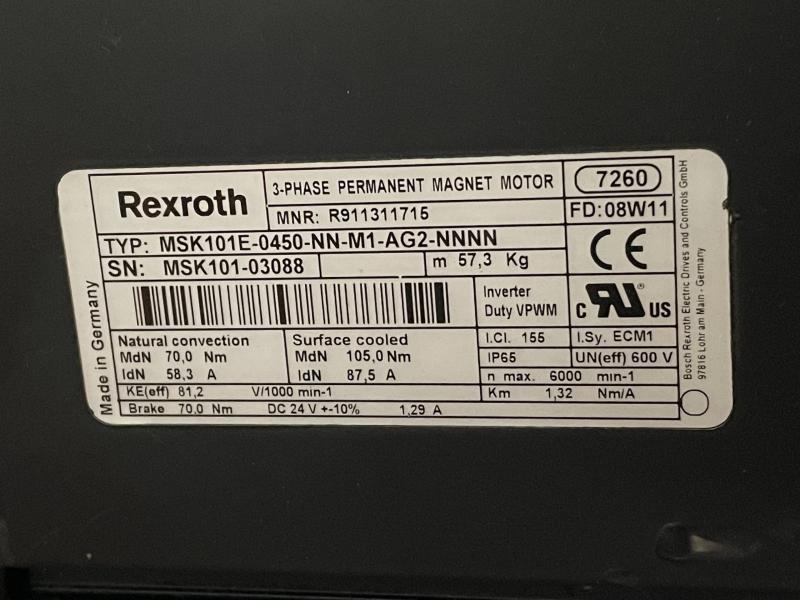 Rexroth
3-PHASE PERMANENT MAGNET MOTOR
7260
MNR: R911311715
FD:08W11
TYP: MSK101E-0450-NN-M1-AG2-NNNN
SN: MSK101-03088
m 57,3 Kg
CE
Inverter
Duty VPWM
c RU® US
Natural convection
MdN 70,0 Nm
IdN 58,3 A
Surface cooled
MdN 105,0 Nm
IdN 87,5 A
I.Cl. 155
I.Sy. ECM1
IP65
UN(eff) 600 V
n max. 6000 min-1
KE(eff) 81,2 V/1000 min-1
Km 1,32 Nm/A
Brake 70,0 Nm DC 24 V +-10% 1,29 A
Made in Germany
Bosch Rexroth Electric Drives and Controls GmbH
97816 Lohr am Main - Germany